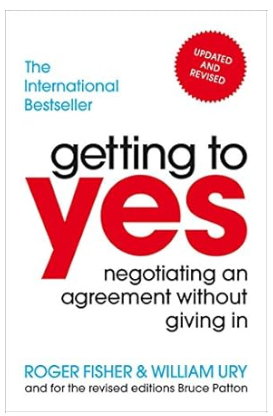 The
International
Bestseller
UPDATED
AND
REVISED
getting to
yes
negotiating an
agreement without
giving in
ROGER FISHER & WILLIAM URY
and for the revised editions Bruce Patton